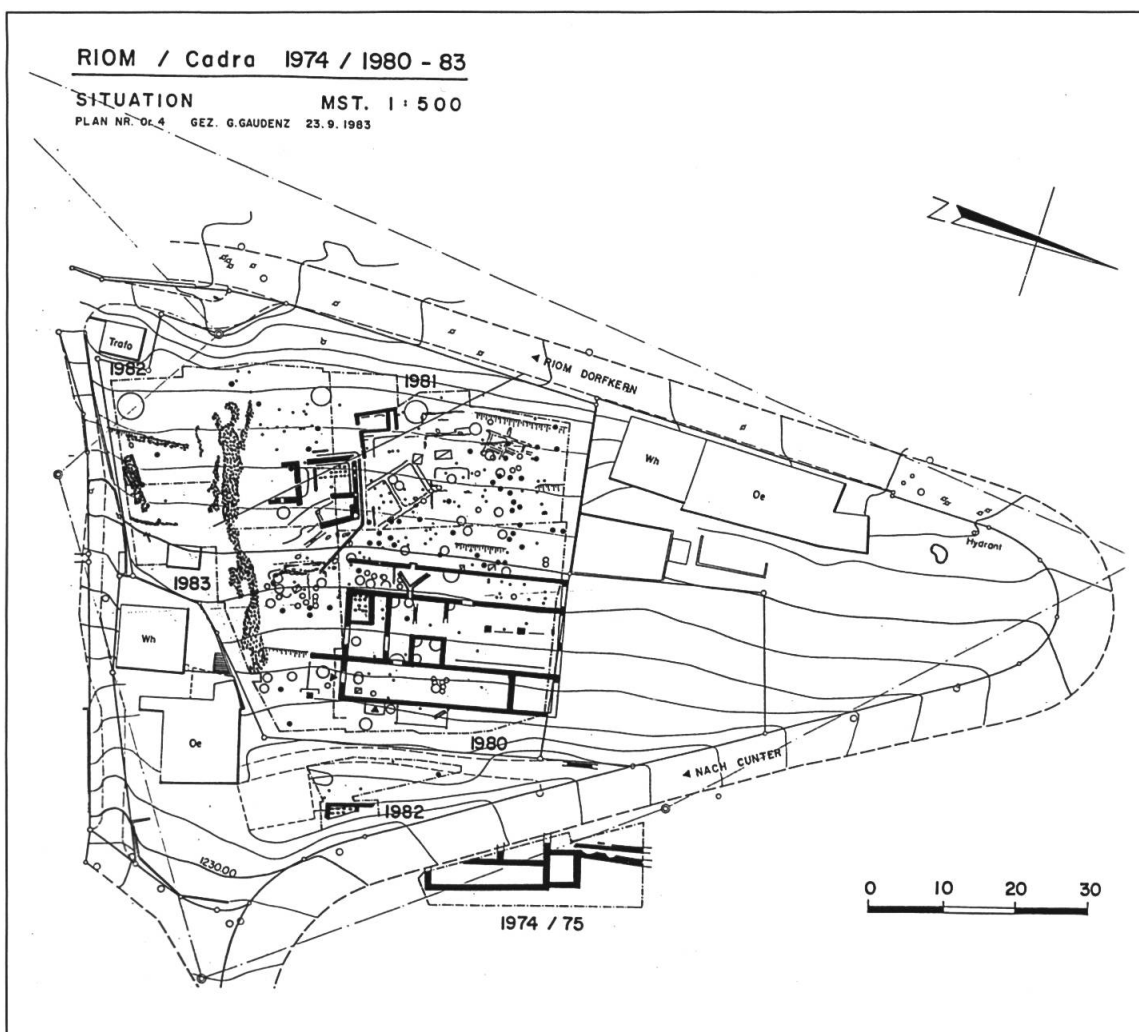 RIOM / Cadra 1974 / 1980 - 83
SITUATION MST. 1 : 500
PLAN NR. 0c 4 GEZ. G.GAUDENZ 23.9.1983
N
Trafo
1982
1981
◄ RIOM DORFKERN
Wh
Oe
Hydrant
1983
8
Wh
Oe
1980
◄ NACH CUNTER
1982
1230.00
1974 / 75
0 10 20 30